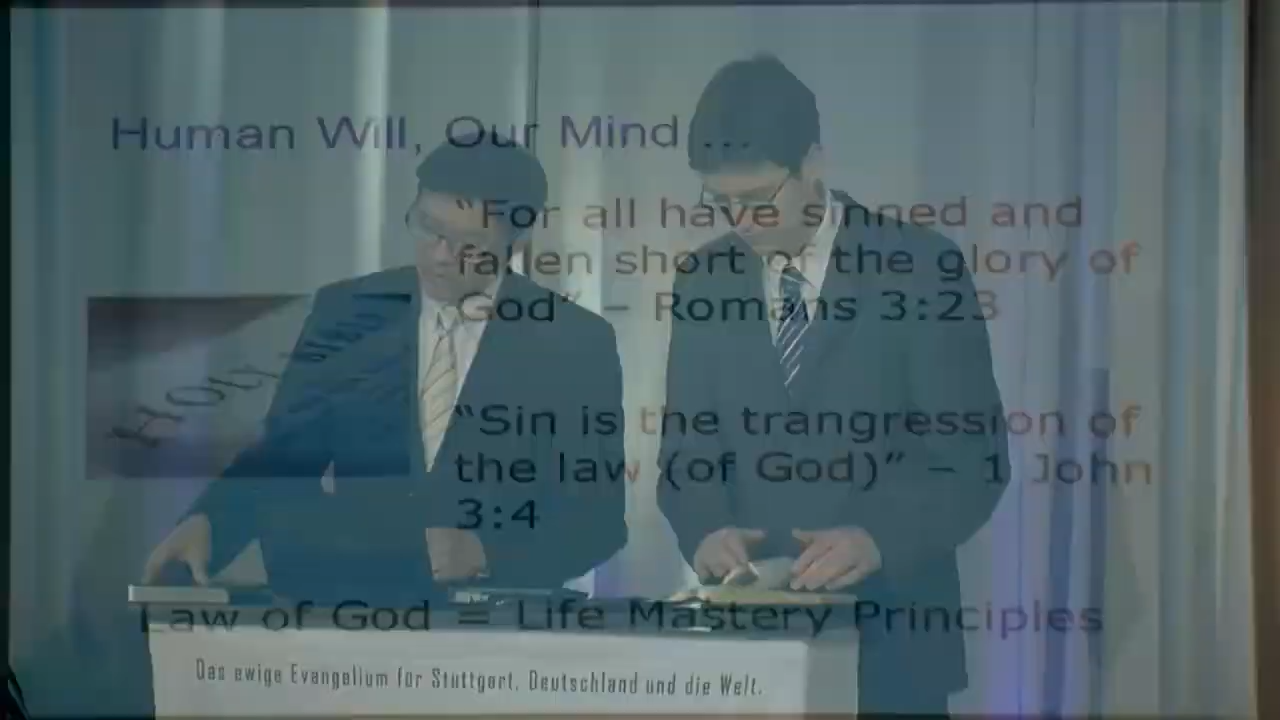 Human Will, Our Mind ...
“For all have sinned and
fallen short of the glory of
God” – Romans 3:23
HOLY BIBLE
“Sin is the trangression of
the law (of God)” – 1 John
3:4
Law of God = Life Mastery Principles
Das ewige Evangelium für Stuttgart, Deutschland und die Welt.